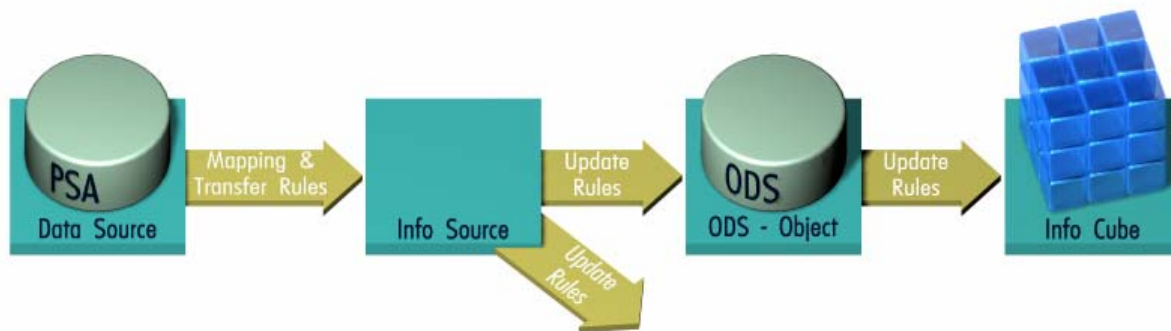 PSA
Data Source
Mapping &
Transfer Rules
Info Source
Update
Rules
Update
Rules
ODS
ODS - Object
Update
Rules
Info Cube